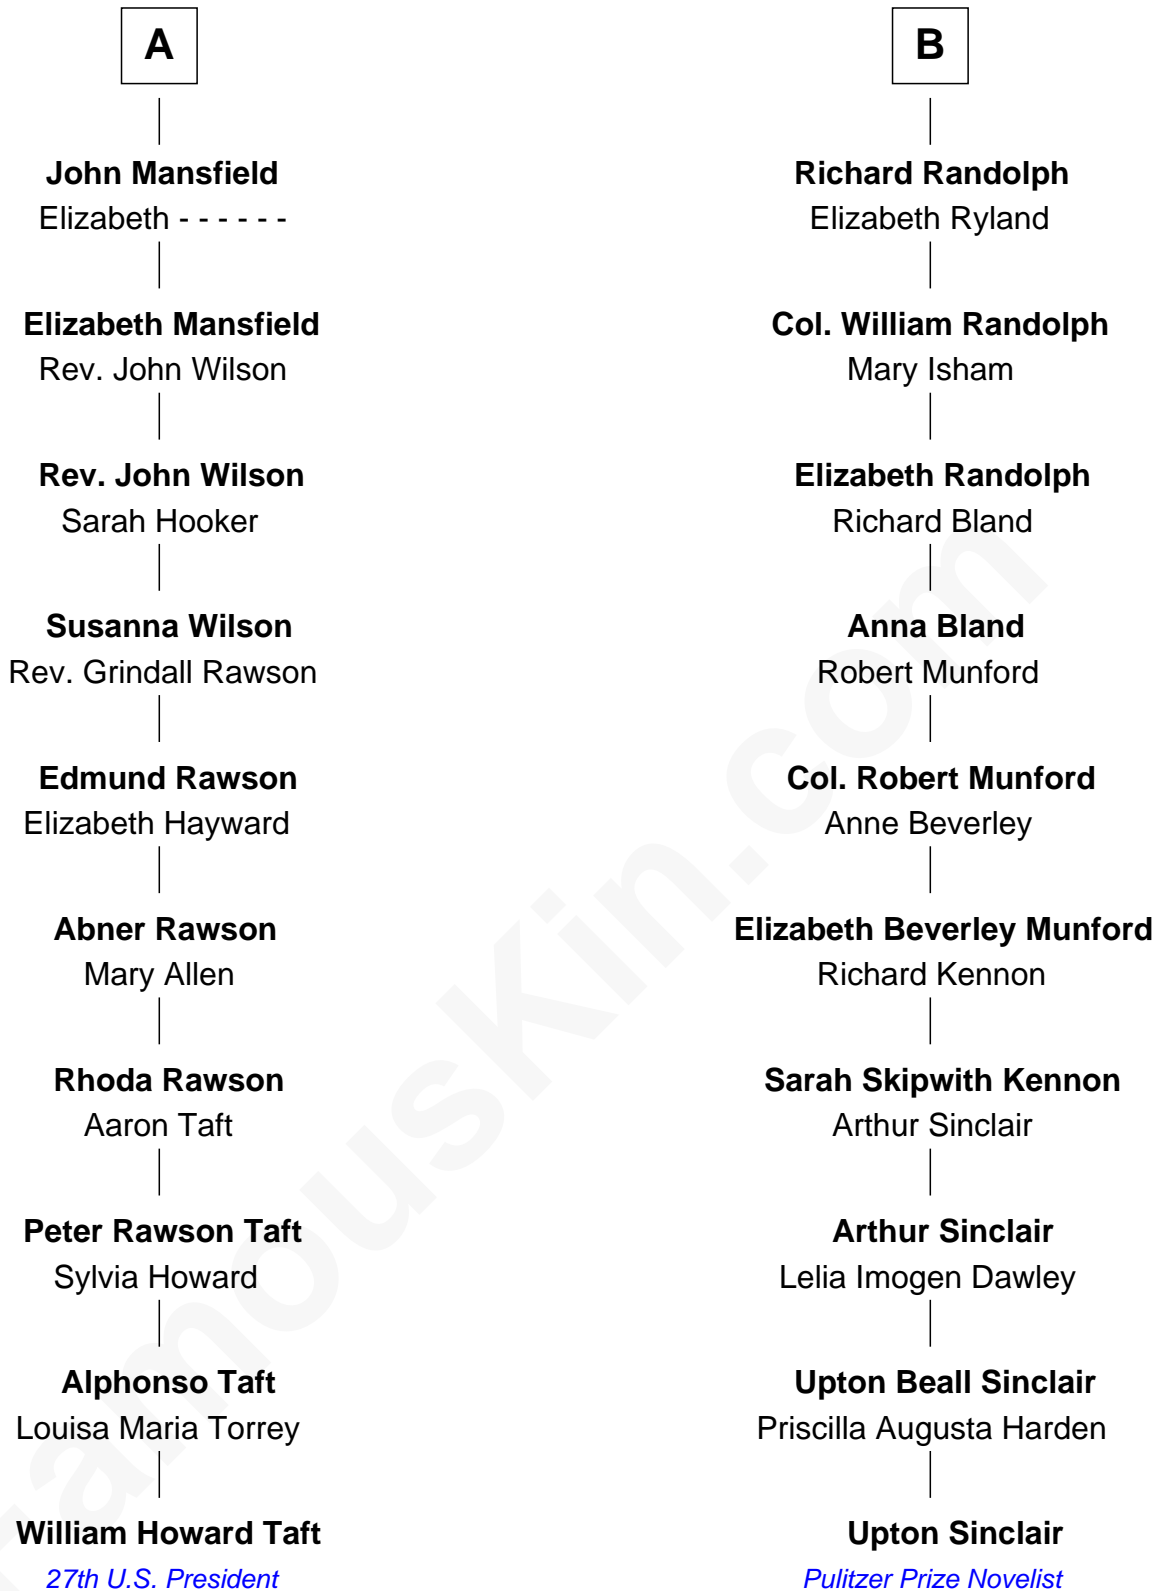 A
John Mansfield
Elizabeth - - - - - -
Elizabeth Mansfield
Rev. John Wilson
Rev. John Wilson
Sarah Hooker
Susanna Wilson
Rev. Grindall Rawson
Edmund Rawson
Elizabeth Hayward
Abner Rawson
Mary Allen
Rhoda Rawson
Aaron Taft
Peter Rawson Taft
Sylvia Howard
Alphonso Taft
Louisa Maria Torrey
William Howard Taft
27th U.S. President
B
Richard Randolph
Elizabeth Ryland
Col. William Randolph
Mary Isham
Elizabeth Randolph
Richard Bland
Anna Bland
Robert Munford
Col. Robert Munford
Anne Beverley
Elizabeth Beverley Munford
Richard Kennon
Sarah Skipwith Kennon
Arthur Sinclair
Arthur Sinclair
Lelia Imogen Dawley
Upton Beall Sinclair
Priscilla Augusta Harden
Upton Sinclair
Pulitzer Prize Novelist
famouskin.com